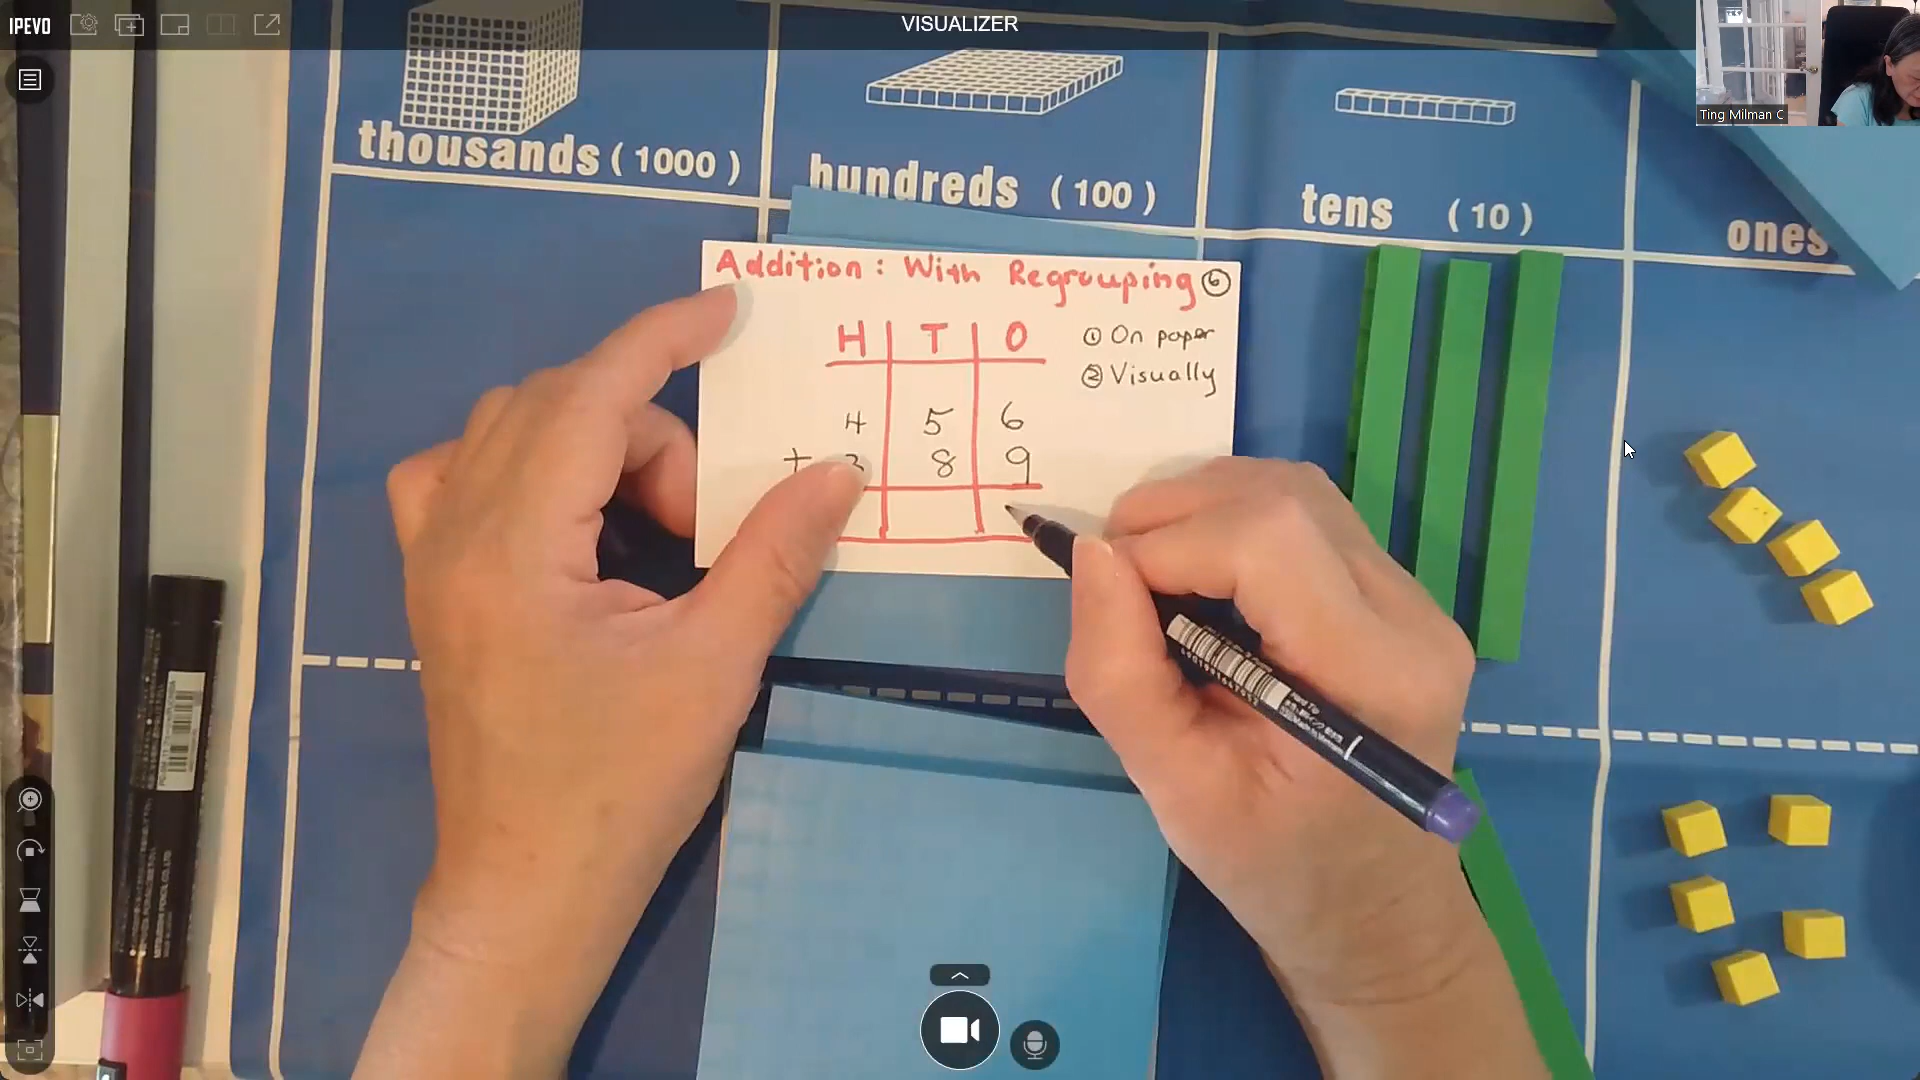 IPEVO
VISUALIZER
Ting Milman C
thousands (1000)
hundreds (100)
tens (10)
ones
Addition: With Regrouping ⑥
H T O
① On paper
② Visually
4 5 6
+ 3 8 9